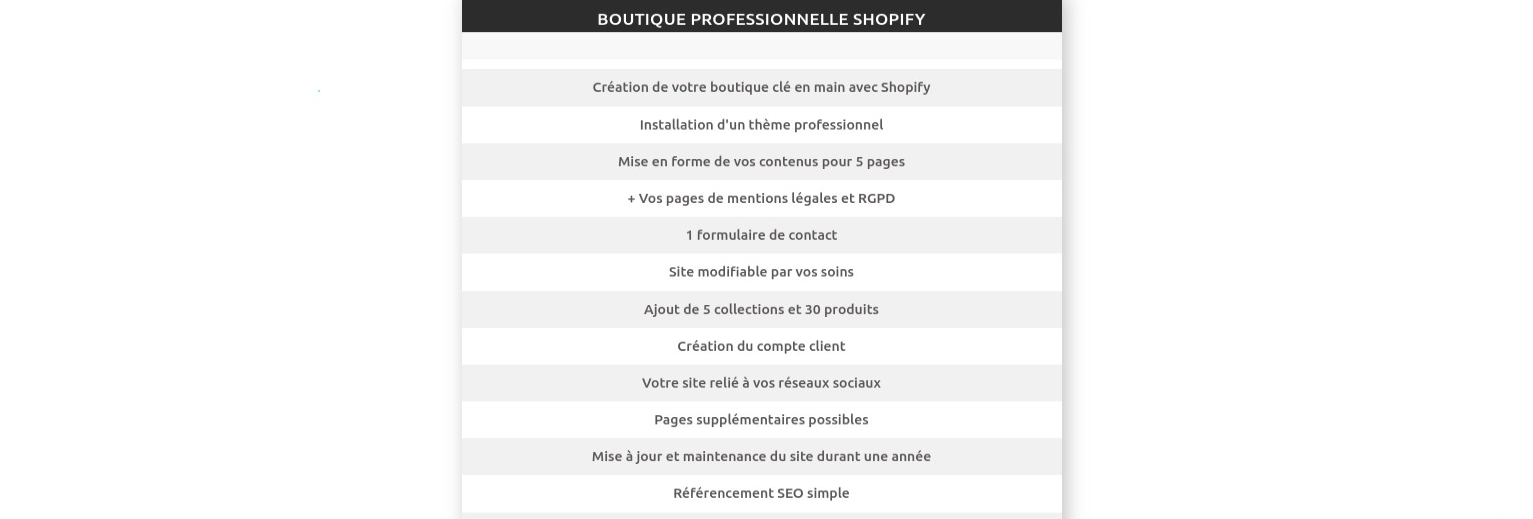 BOUTIQUE PROFESSIONNELLE SHOPIFY
Création de votre boutique clé en main avec Shopify
Installation d'un thème professionnel
Mise en forme de vos contenus pour 5 pages
+ Vos pages de mentions légales et RGPD
1 formulaire de contact
Site modifiable par vos soins
Ajout de 5 collections et 30 produits
Création du compte client
Votre site relié à vos réseaux sociaux
Pages supplémentaires possibles
Mise à jour et maintenance du site durant une année
Référencement SEO simple